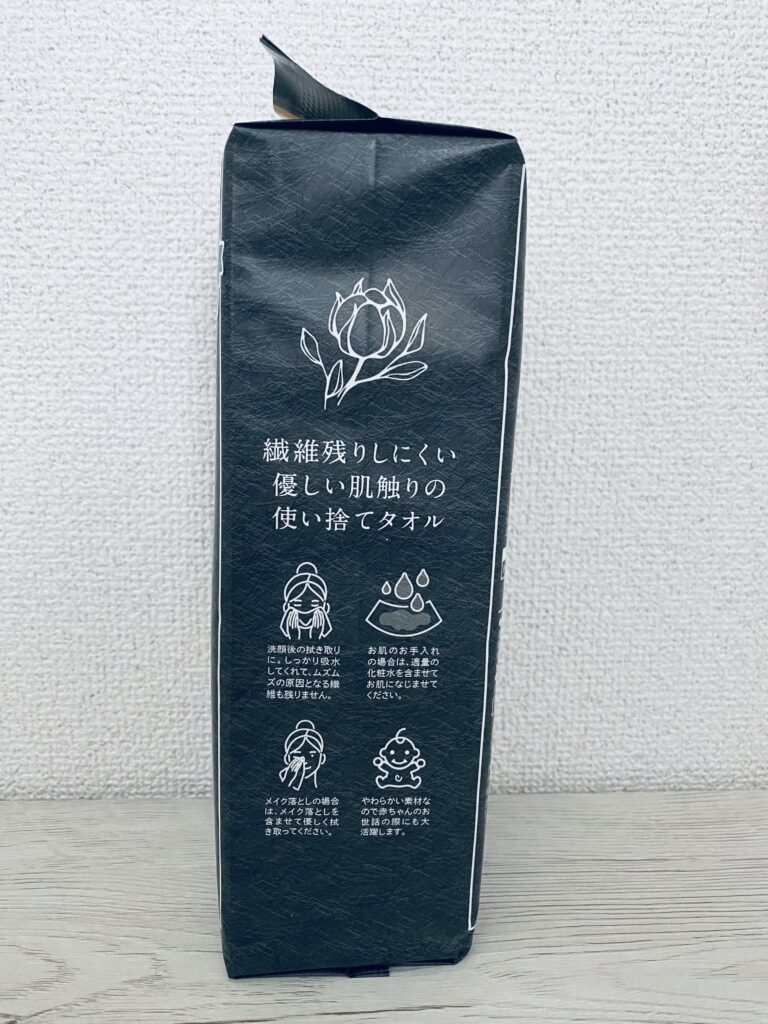 繊維残りしにくい
優しい肌触りの
使い捨てタオル
洗顔後の拭き取り
に。しっかり吸水
してくれて、ムズム
ズの原因となる繊
維も残りません。
お肌のお手入れ
の場合は、適量の
化粧水を含ませて
お肌になじませて
ください。
メイク落としの場合
は、メイク落としを
含ませて優しく拭
き取ってください。
やわらかい素材な
ので赤ちゃんのお
世話の際にも大
活躍します。